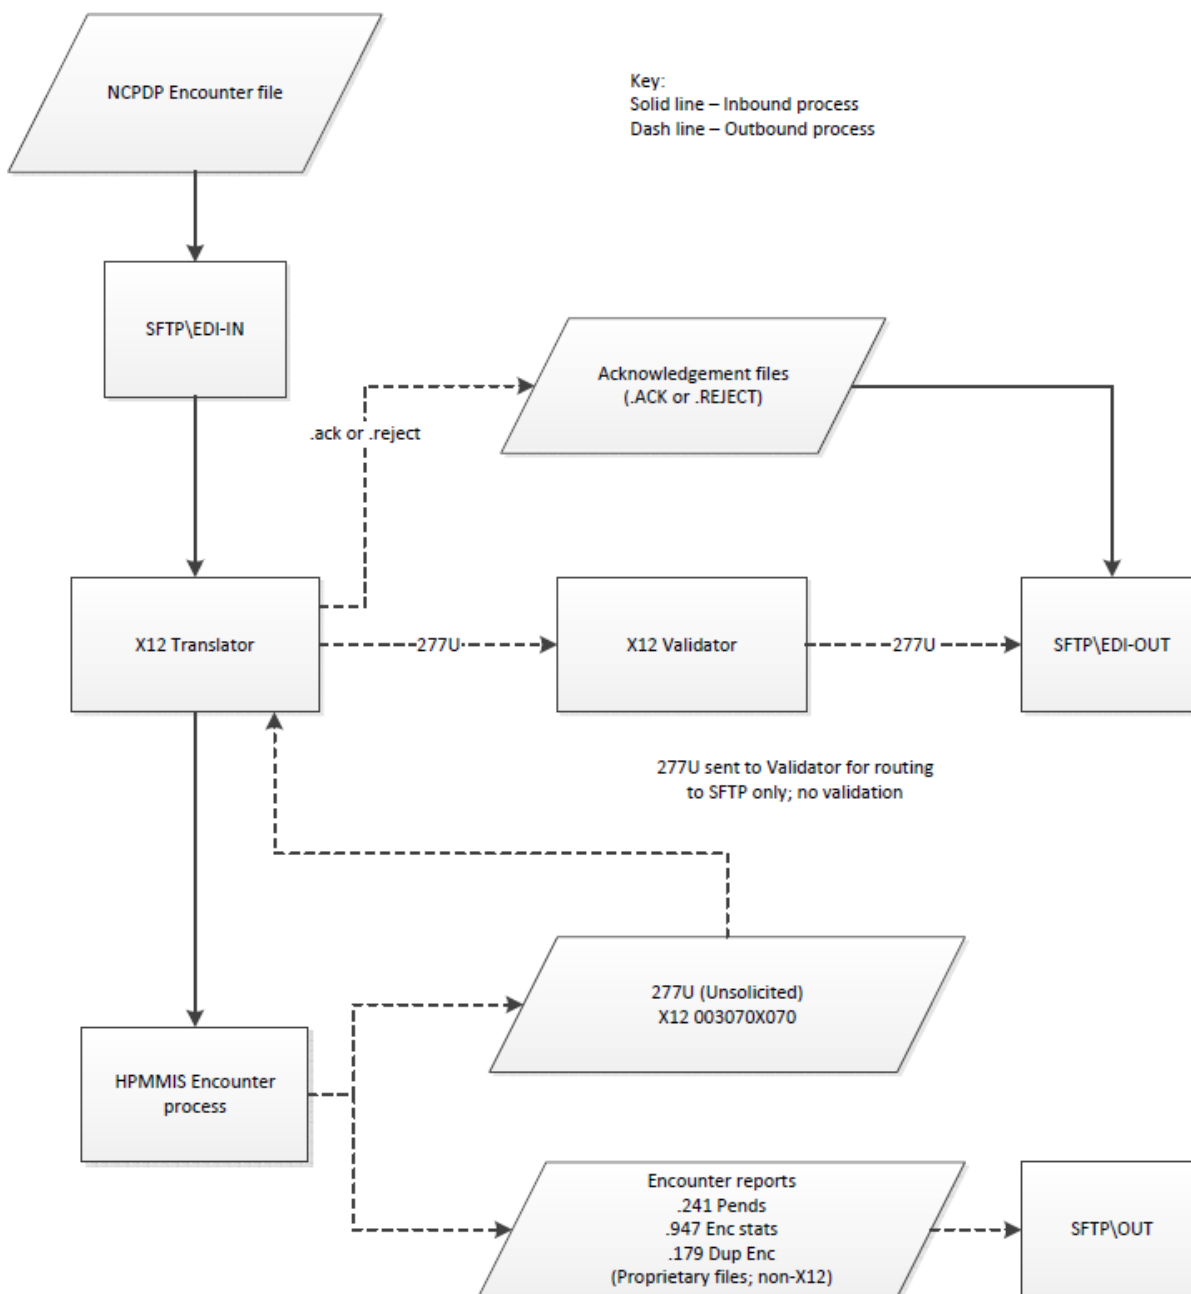 NCPDP Encounter file
Key:
Solid line – Inbound process
Dash line – Outbound process
SFTP\EDI-IN
Acknowledgement files
(.ACK or .REJECT)
.ack or .reject
X12 Translator
277U
X12 Validator
277U
SFTP\EDI-OUT
277U sent to Validator for routing
to SFTP only; no validation
277U (Unsolicited)
X12 003070X070
HPMMIS Encounter
process
Encounter reports
.241 Pends
.947 Enc stats
.179 Dup Enc
(Proprietary files; non-X12)
SFTP\OUT